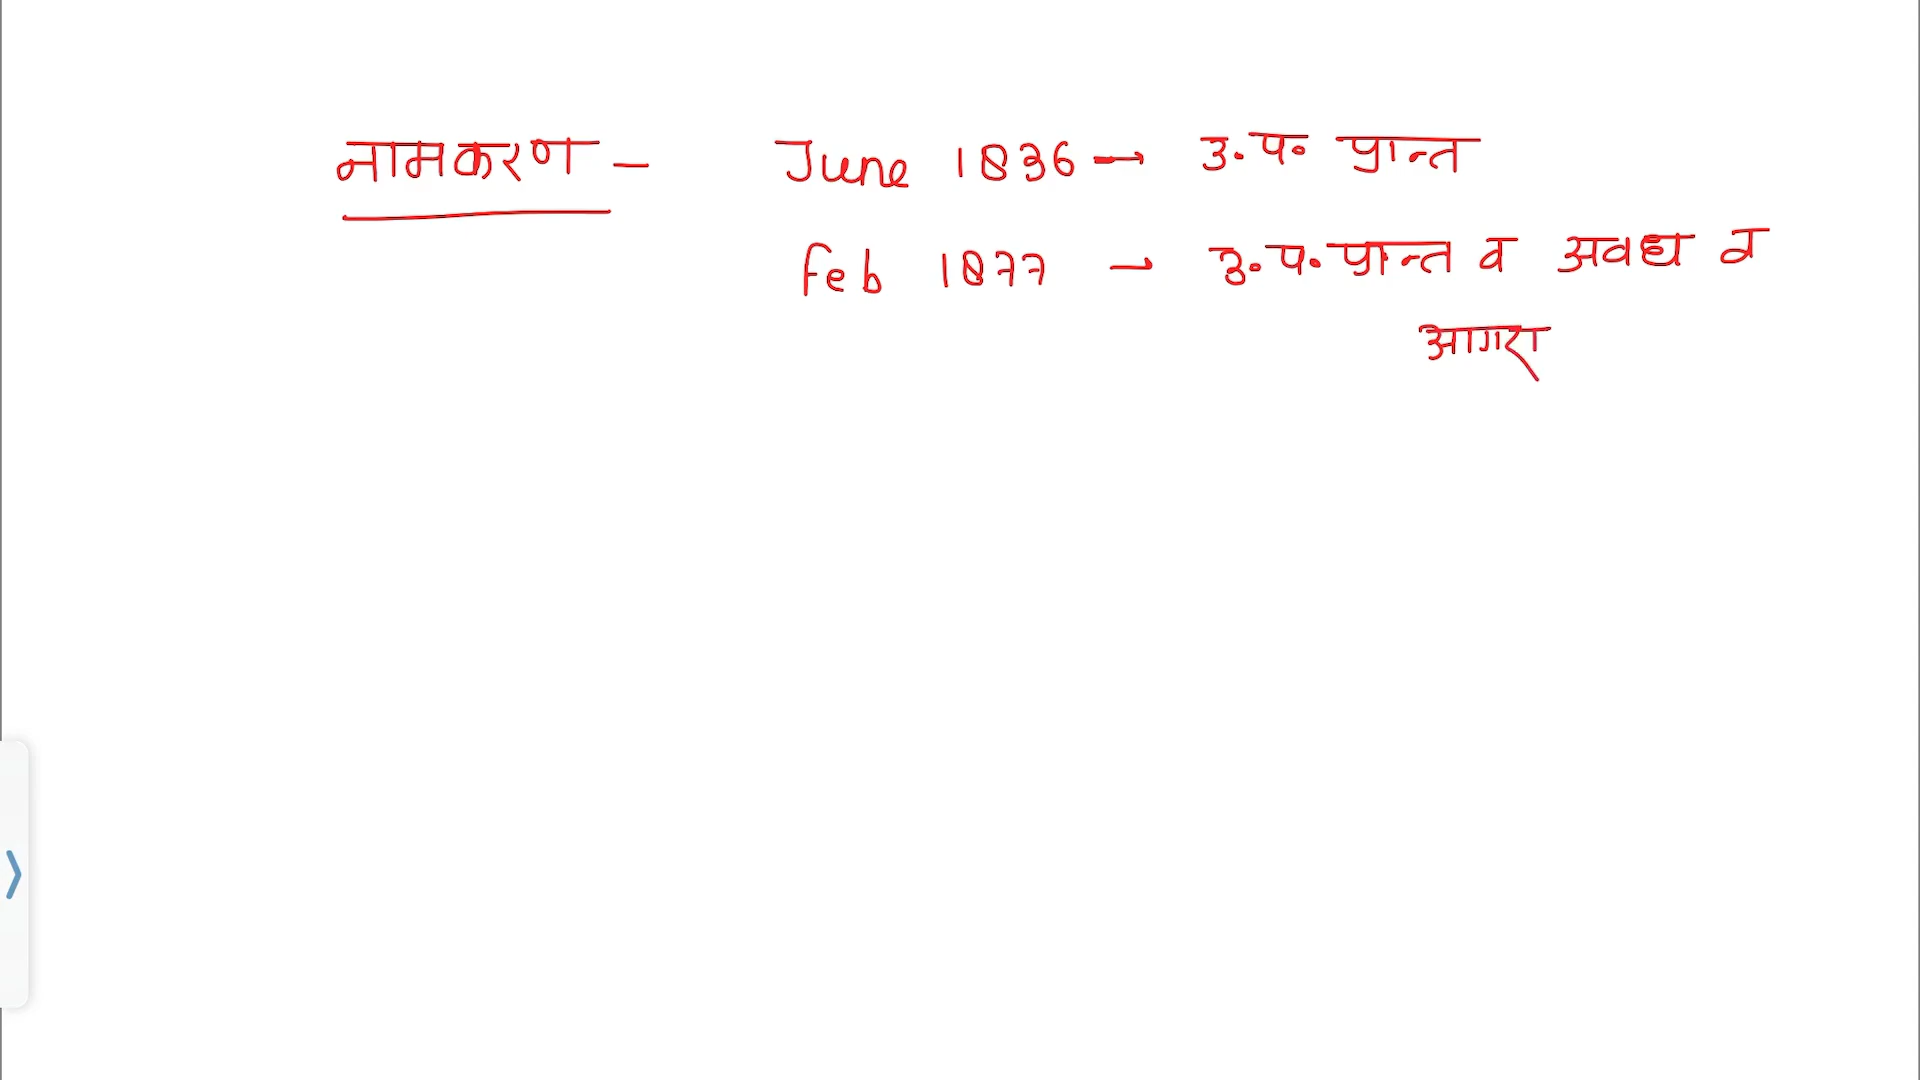 नामकरण – June 1836 → उ.प. प्रान्त
Feb 1877 → उ.प. प्रान्त व अवध व
आगरा